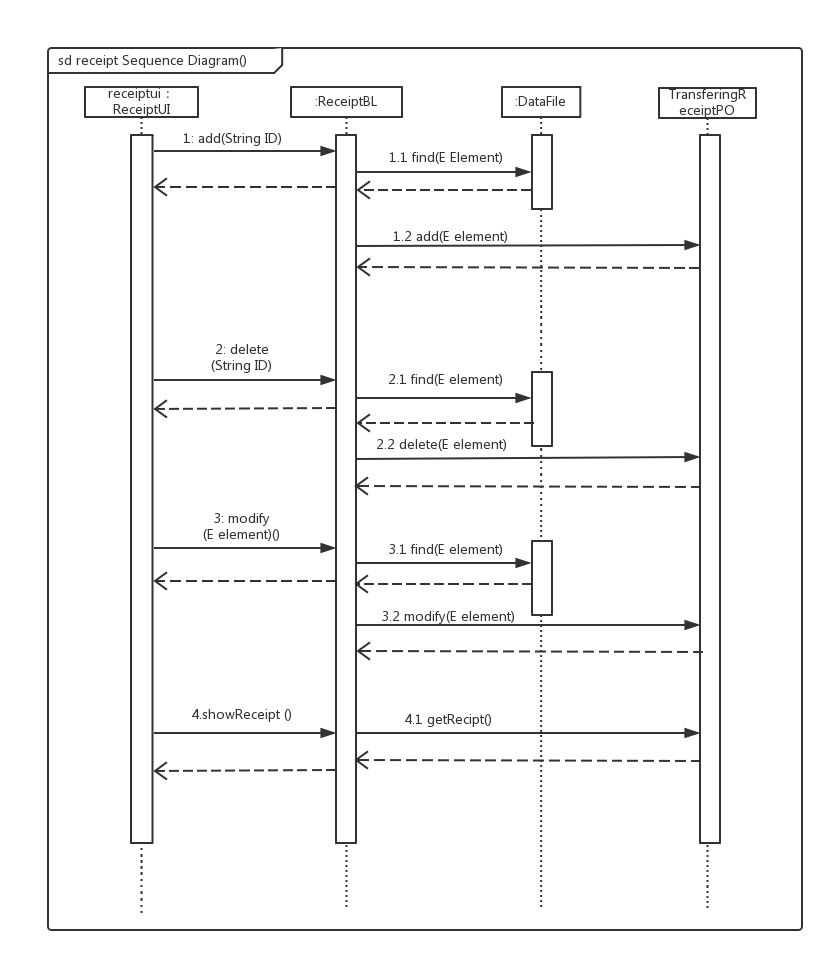 sd receipt Sequence Diagram()
receiptui :
ReceiptUI
:ReceiptBL
:DataFile
TransferingR
eceiptPO
1: add(String ID)
1.1 find(E Element)
1.2 add(E element)
2: delete
(String ID)
2.1 find(E element)
2.2 delete(E element)
3: modify
(E element)()
3.1 find(E element)
3.2 modify(E element)
4.showReceipt ()
4.1 getRecipt()